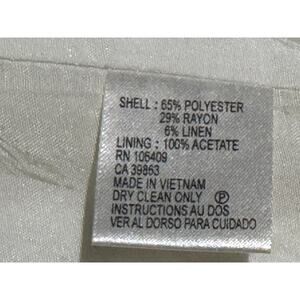 SHELL : 65% POLYESTER
29% RAYON
6% LINEN
LINING : 100% ACETATE
RN 106409
CA 39863
MADE IN VIETNAM
DRY CLEAN ONLY Ⓟ
INSTRUCTIONS AU DOS
VER AL DORSO PARA CUIDADO